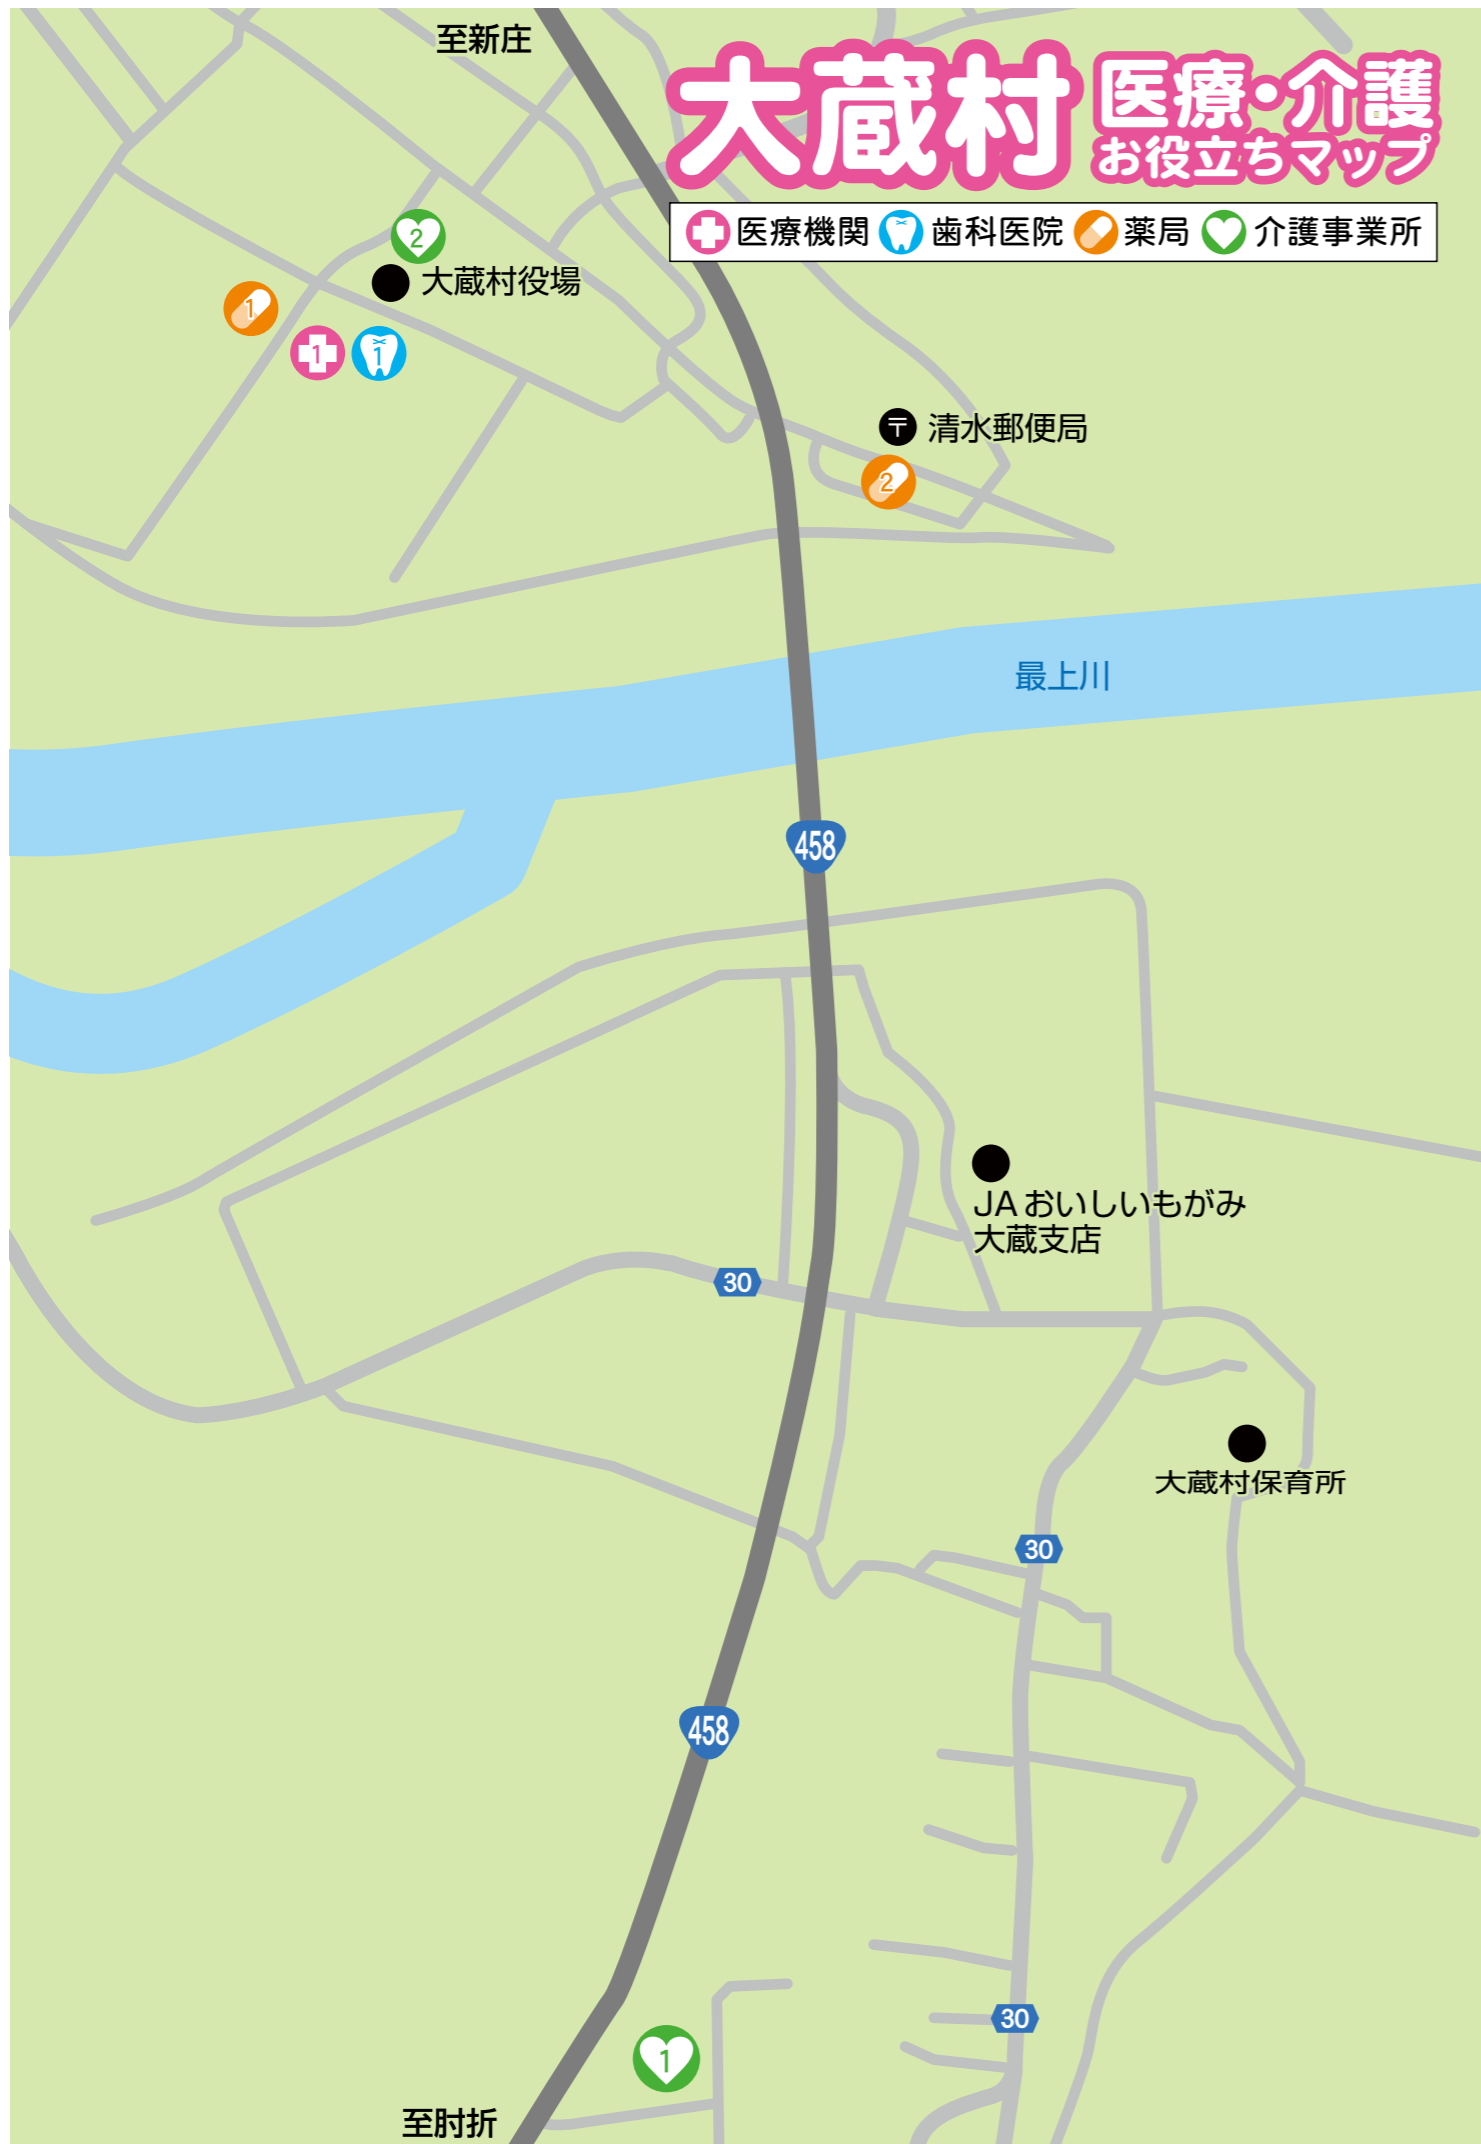 至新庄
大蔵村
医療・介護
お役立ちマップ
医療機関 歯科医院 薬局 介護事業所
2
大蔵村役場
1
1
1
〒 清水郵便局
2
最上川
458
JAおいしいもがみ
大蔵支店
30
大蔵村保育所
30
458
30
1
至肘折